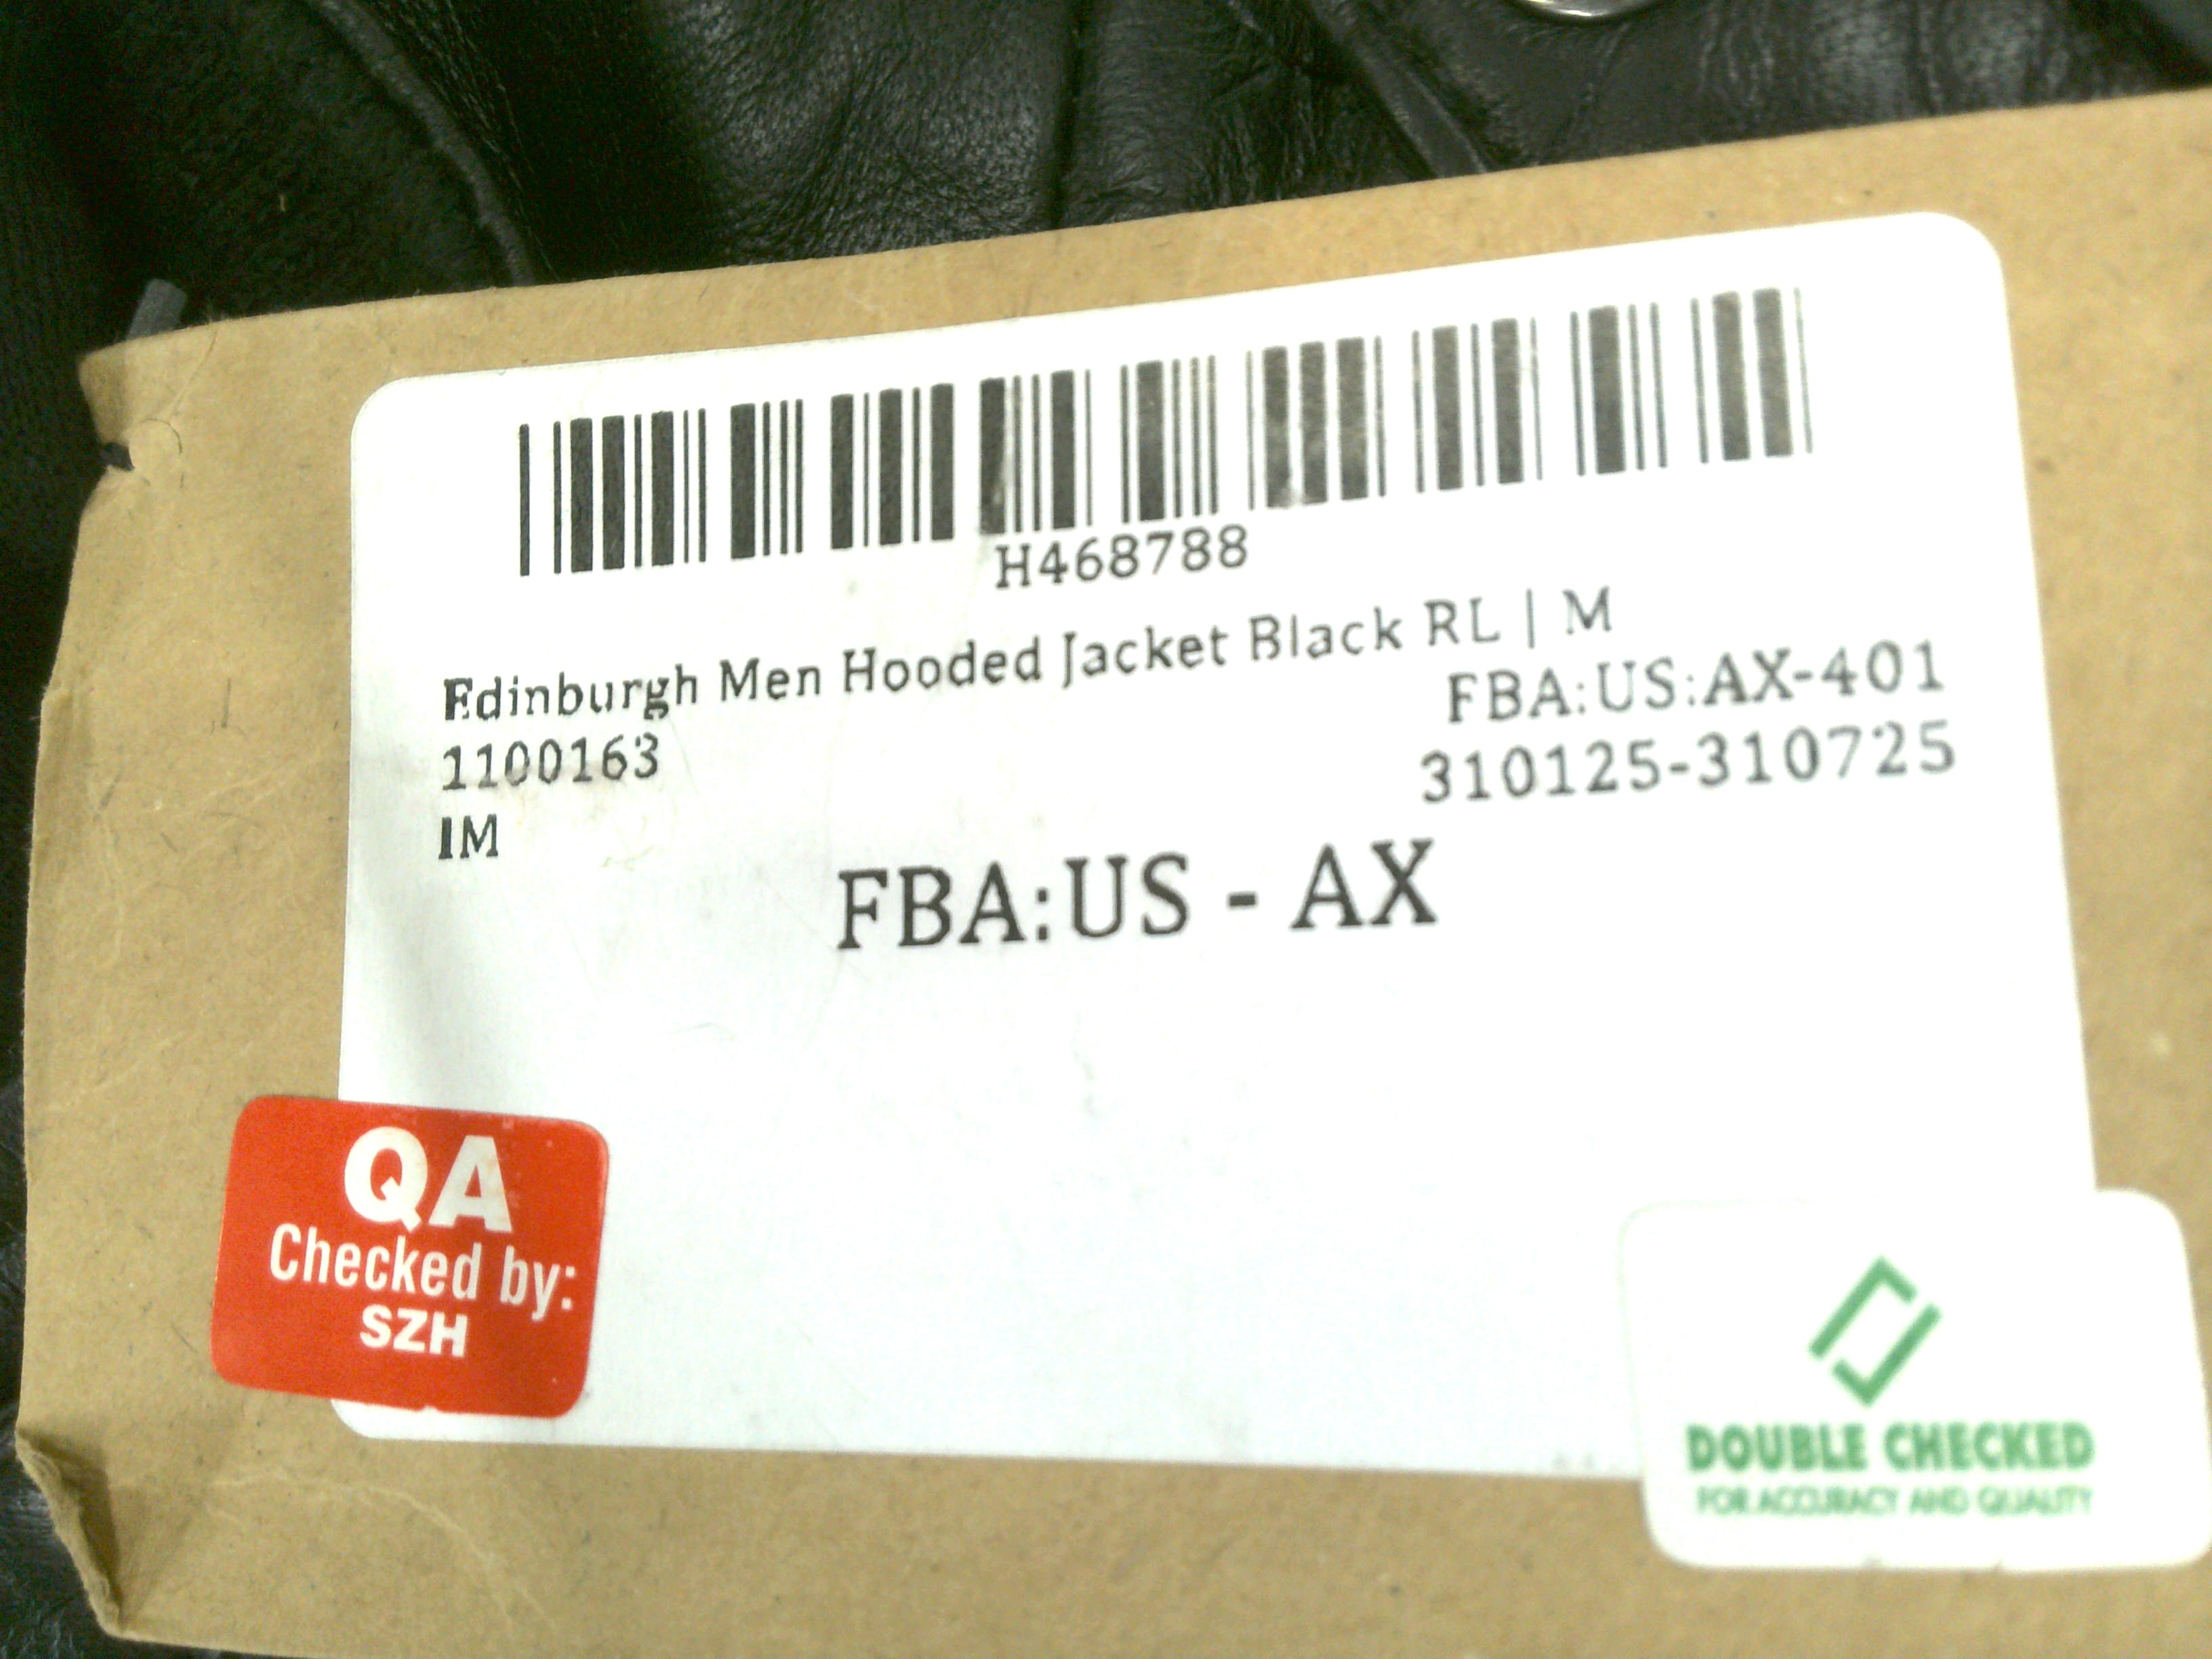 H468788
Edinburgh Men Hooded Jacket Black RL | M
FBA:US:AX-401
1100163
310125-310725
IM
FBA:US - AX
QA
Checked by:
SZH
DOUBLE CHECKED
FOR ACCURACY AND QUALITY